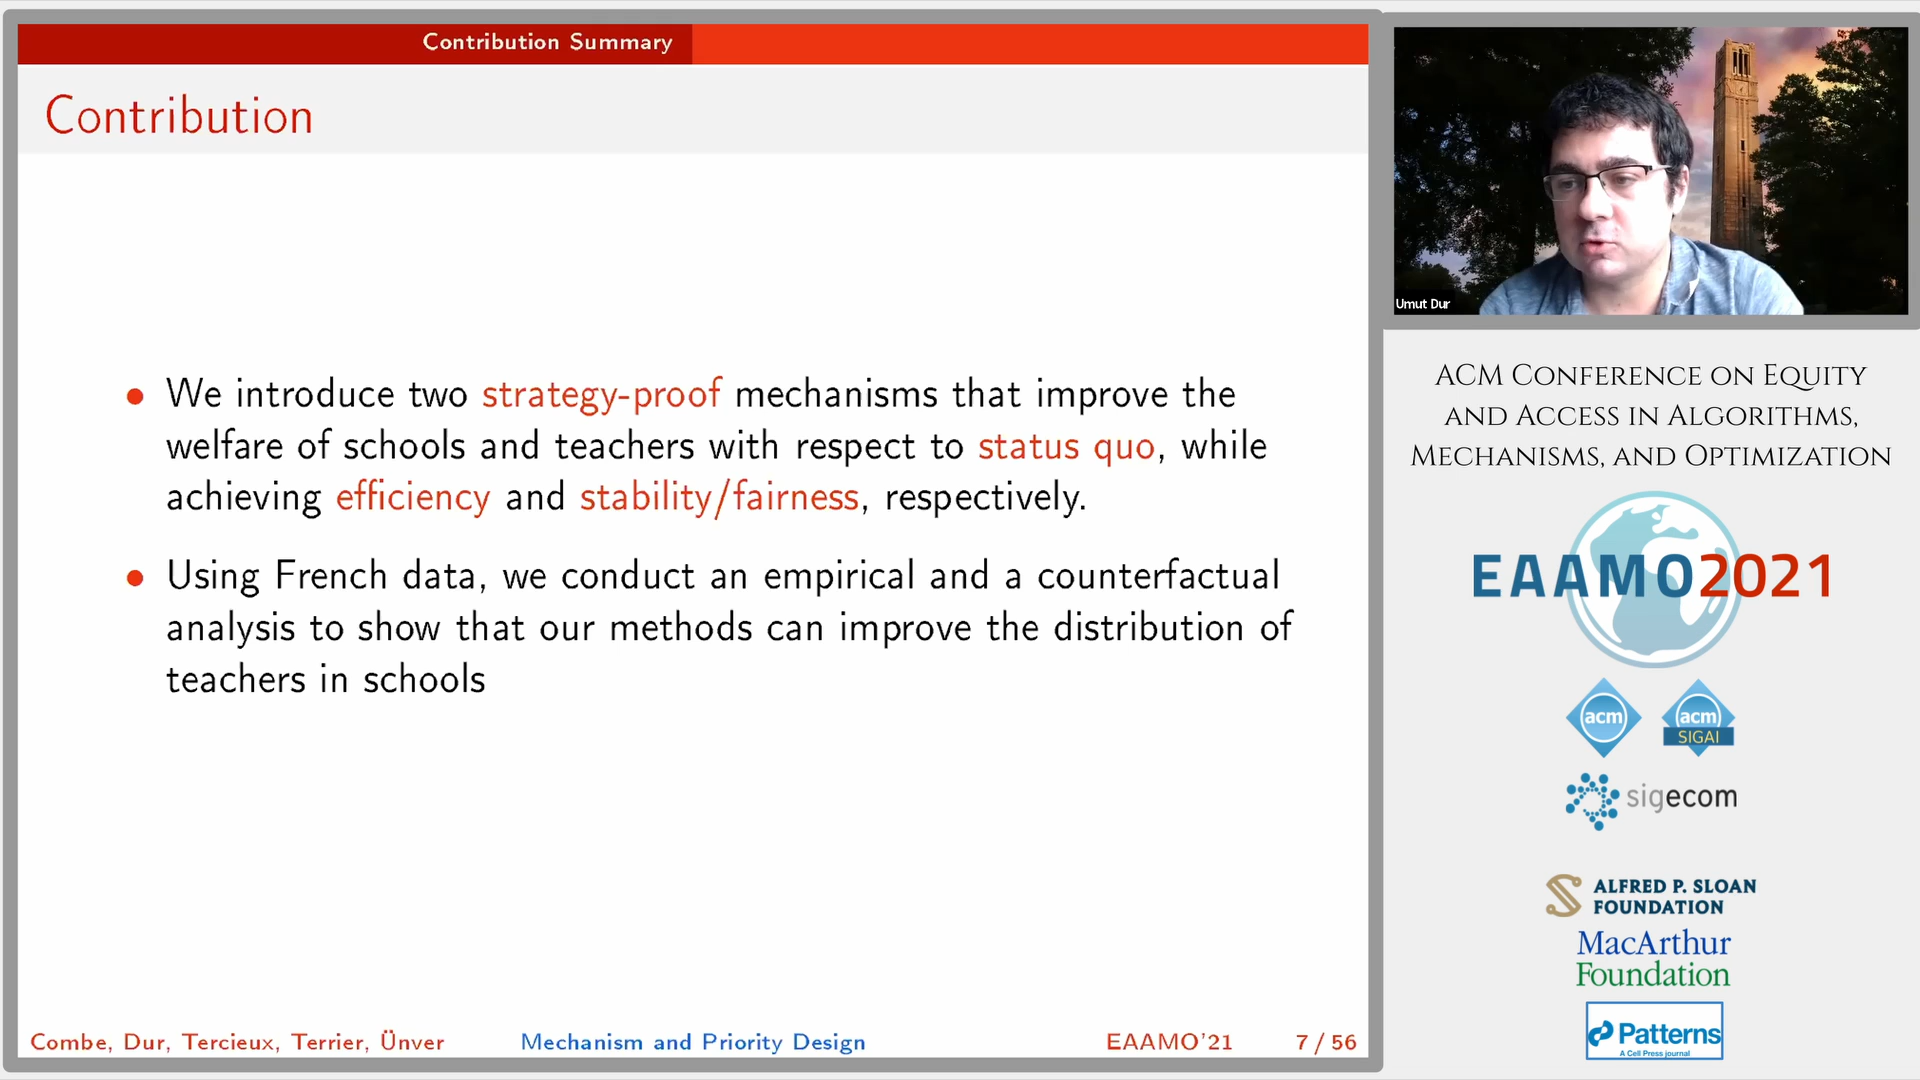 Contribution Summary
Contribution
We introduce two strategy-proof mechanisms that improve the
welfare of schools and teachers with respect to status quo, while
achieving efficiency and stability/fairness, respectively.
Using French data, we conduct an empirical and a counterfactual
analysis to show that our methods can improve the distribution of
teachers in schools
Combe, Dur, Tercieux, Terrier, Ünver
Mechanism and Priority Design
EAAMO'21
7 / 56
Umut Dur
ACM Conference on Equity
and Access in Algorithms,
Mechanisms, and Optimization
EAAMO2021
acm
acm
SIGAI
sigecom
ALFRED P. SLOAN
FOUNDATION
MacArthur
Foundation
Patterns
A Cell Press journal